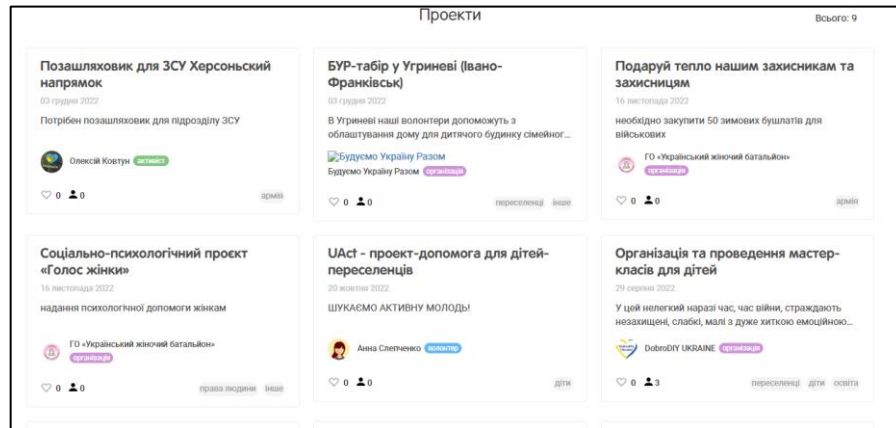 Проекти
Всього: 9
Позашляховик для ЗСУ Херсоньский
напрямок
03 грудня 2022
Потрібен позашляховик для підрозділу ЗСУ
Олексій Ковтун активіст
0 0 армія
БУР-табір у Угриневі (Івано-
Франківськ)
03 грудня 2022
В Угриневі наші волонтери допоможуть з
облаштування дому для дитячого будинку сімейног...
Будуємо Україну Разом
Будуємо Україну Разом організація
0 0 переселенці інше
Подаруй тепло нашим захисникам та
захисницям
16 листопада 2022
необхідно закупити 50 зимових бушлатів для
військових
ГО «Український жіночий батальйон»
організація
0 0 армія
Соціально-психологічний проєкт
«Голос жінки»
16 листопада 2022
надання психологічної допомоги жінкам
ГО «Український жіночий батальйон»
організація
0 0 права людини інше
UAct - проект-допомога для дітей-
переселенців
20 жовтня 2022
ШУКАЄМО АКТИВНУ МОЛОДЬ!
Анна Слепченко волонтер
0 0 діти
Організація та проведення мастер-
класів для дітей
29 серпня 2022
У цей нелегкий наразі час, час війни, страждають
незахищені, слабкі, малі з дуже хиткою емоційною...
DobroDIY UKRAINE організація
0 3 переселенці діти освіта